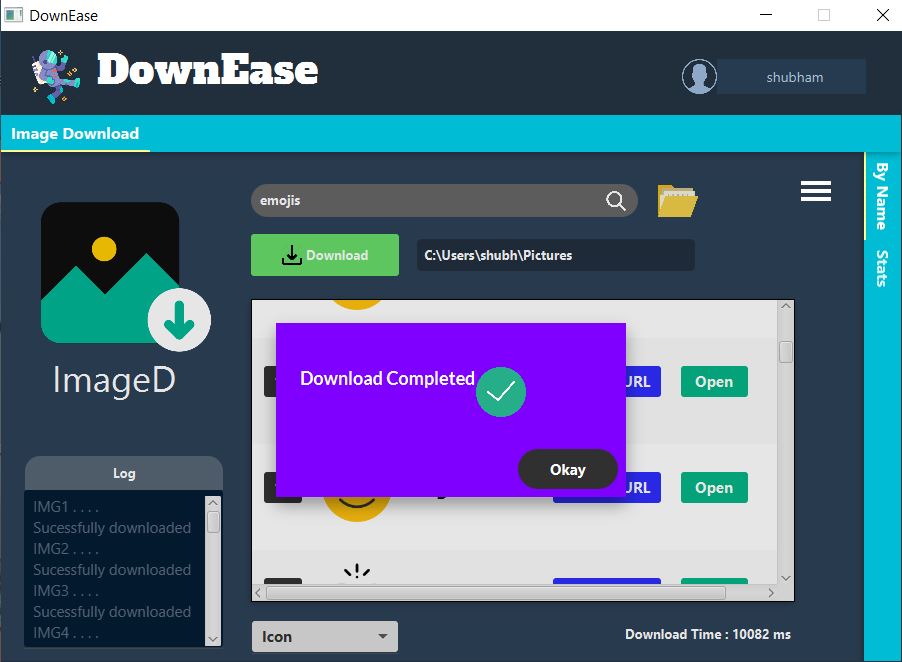 DownEase
DownEase
shubham
Image Download
By Name
Stats
emojis
Download
C:\Users\shubh\Pictures
ImageD
Download Completed
URL
Open
Okay
URL
Open
Log
IMG1 . . . .
Sucessfully downloaded
IMG2 . . . .
Sucessfully downloaded
IMG3 . . . .
Sucessfully downloaded
IMG4 . . . .
Icon
Download Time : 10082 ms